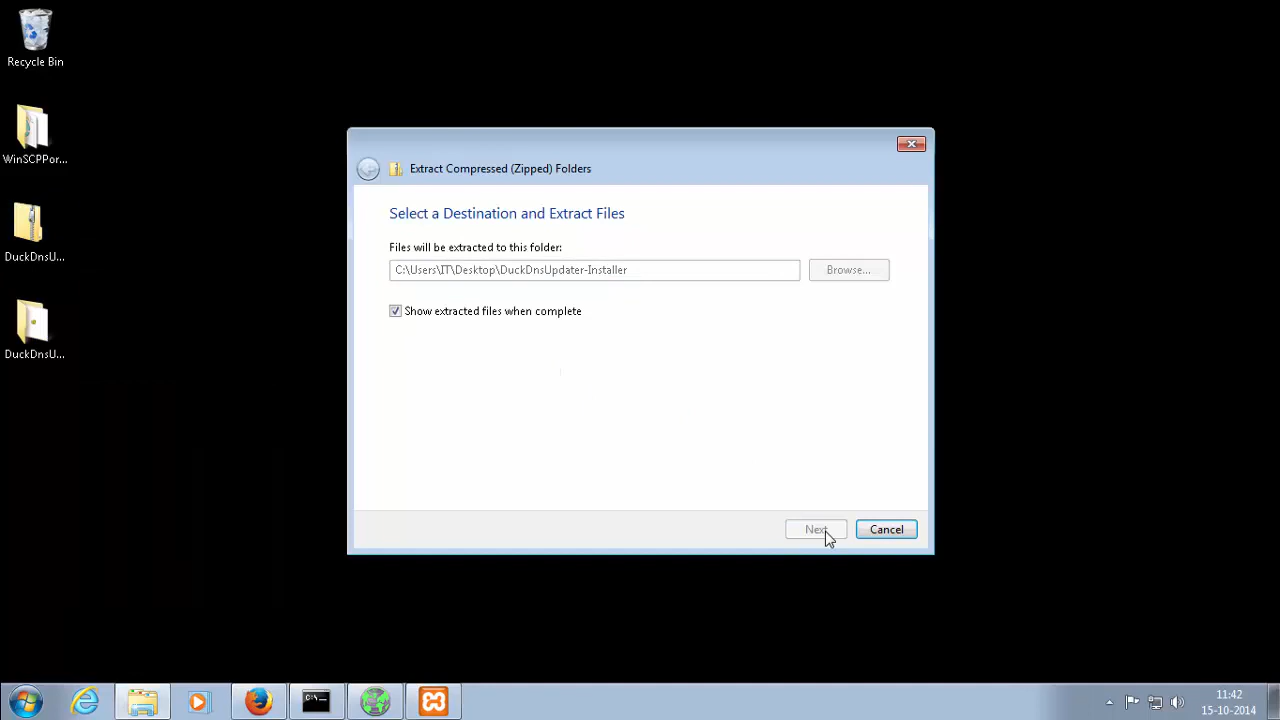 Recycle Bin
WinSCPPor...
DuckDnsU...
DuckDnsU...
Extract Compressed (Zipped) Folders
Select a Destination and Extract Files
Files will be extracted to this folder:
C:\Users\IT\Desktop\DuckDnsUpdater-Installer
Browse...
Show extracted files when complete
Next
Cancel
C:\.
11:42
15-10-2014